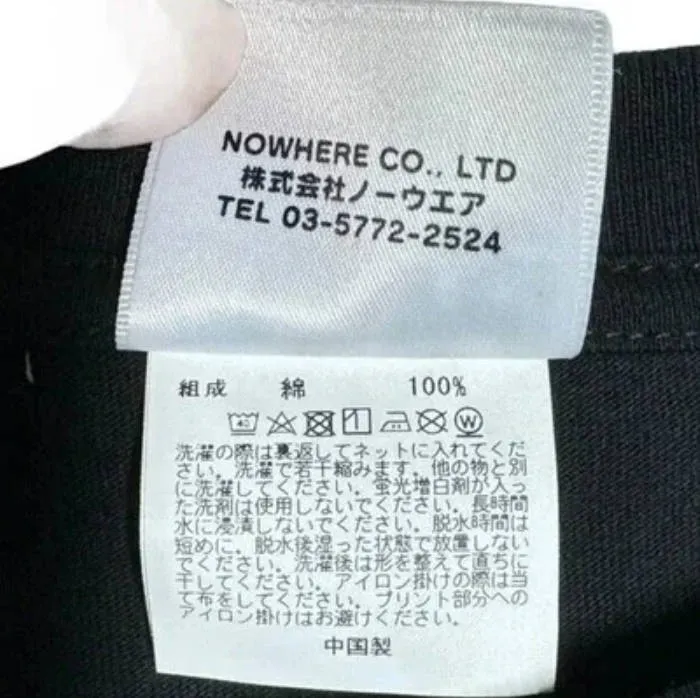 NOWHERE CO., LTD
株式会社ノーウエア
TEL 03-5772-2524
組成 綿 100%
40 W
洗濯の際は裏返してネットに入れてくだ
さい。洗濯で若干縮みます。他の物と別
に洗濯してください。蛍光増白剤が入っ
た洗剤は使用しないでください。長時間
水に浸漬しないでください。脱水時間は
短めに。脱水後湿った状態で放置しない
でください。洗濯後は形を整えて直ちに
干してください。アイロン掛けの際は当
て布をしてください。プリント部分への
アイロン掛けはお避けください。
中国製